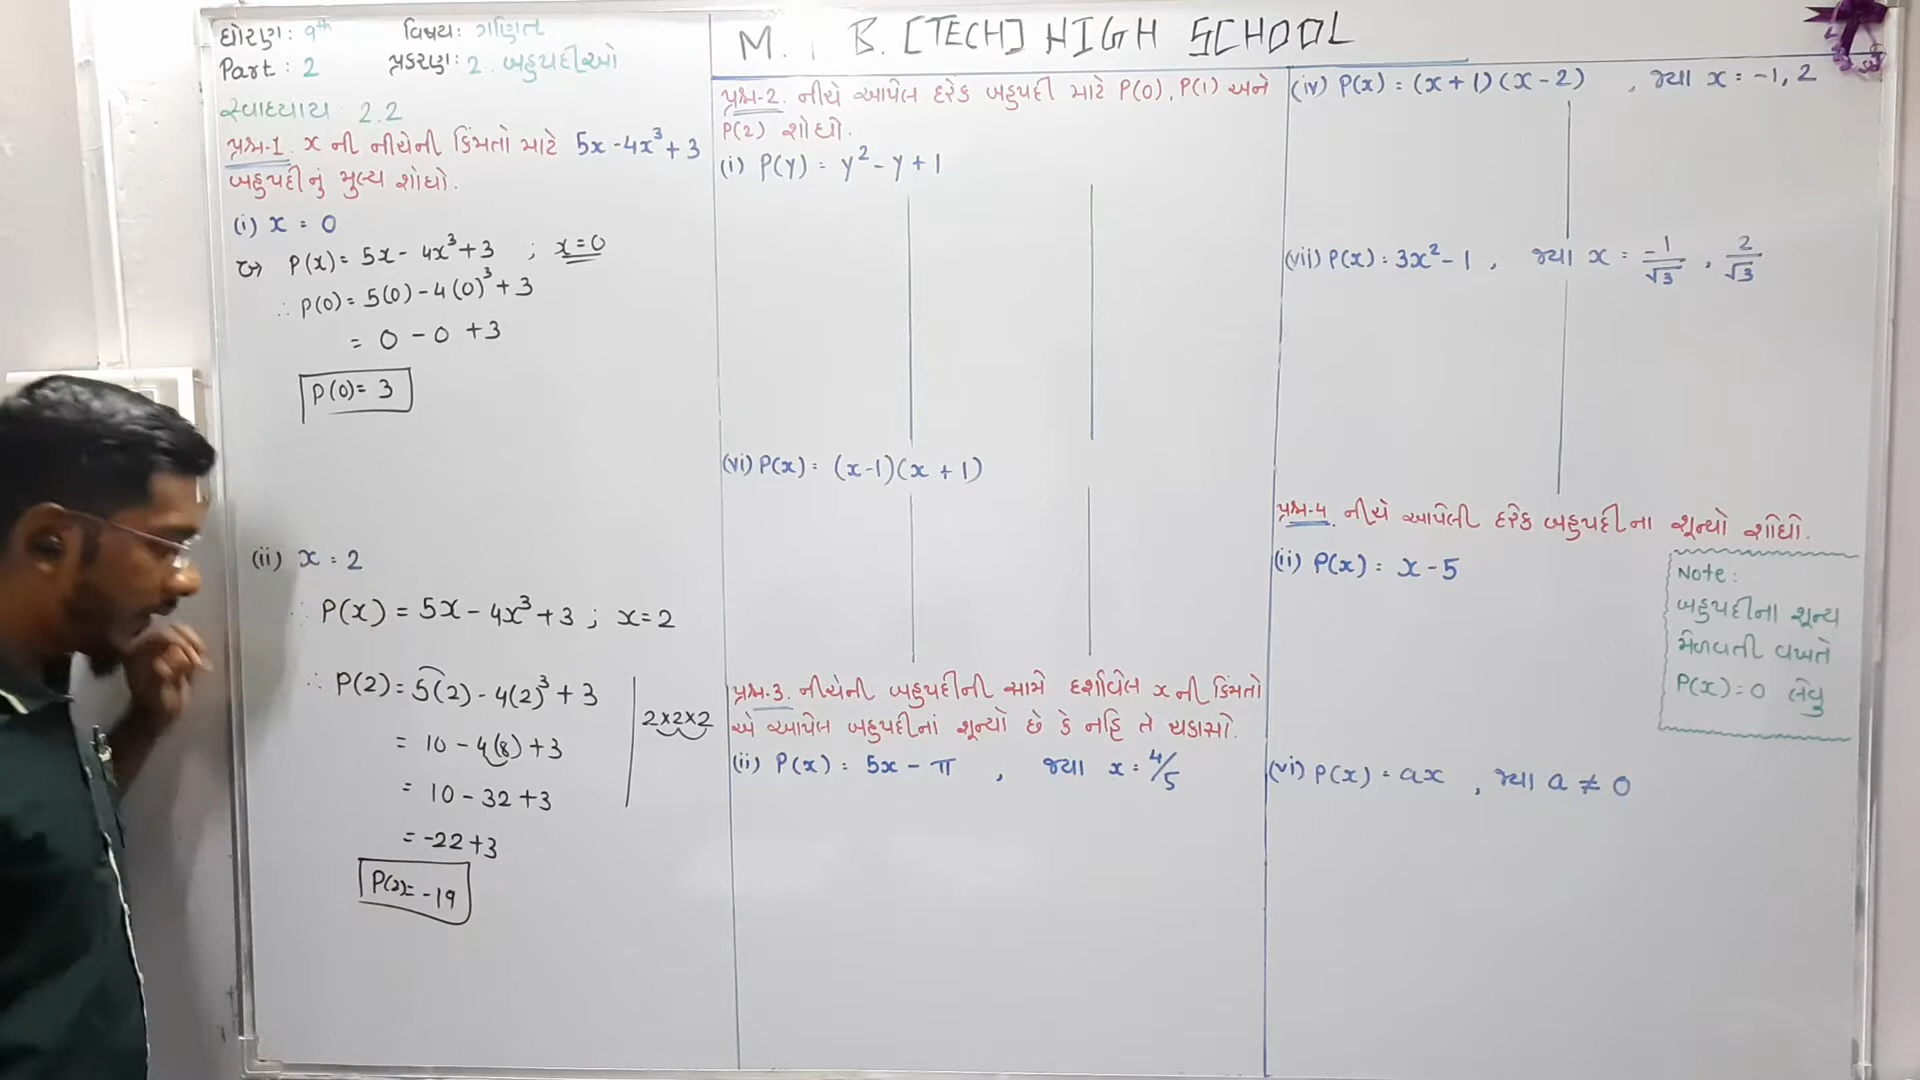 ધોરણ: 9th વિષય: ગણિત
Part: 2 પ્રકરણ: 2. બહુપદીઓ
સ્વાધ્યાય: 2.2
પ્રશ્ન-1. x ની નીચેની કિંમતો માટે 5x - 4x³ + 3
બહુપદીનું મુલ્ય શોધો.
(i) x = 0
P(x) = 5x - 4x³ + 3 ; x = 0
∴ P(0) = 5(0) - 4(0)³ + 3
= 0 - 0 + 3
P(0) = 3
(ii) x = 2
∴ P(x) = 5x - 4x³ + 3 ; x = 2
∴ P(2) = 5(2) - 4(2)³ + 3
2×2×2
= 10 - 4(8) + 3
= 10 - 32 + 3
= -22 + 3
P(2) = -19
M. B. [TECH] HIGH SCHOOL
પ્રશ્ન-2. નીચે આપેલ દરેક બહુપદી માટે P(0), P(1) અને
P(2) શોધો.
(i) P(y) = y² - y + 1
(vi) P(x) = (x-1)(x + 1)
પ્રશ્ન-3. નીચેની બહુપદીની સામે દર્શાવેલ x ની કિંમતો
એ આપેલ બહુપદીનાં શૂન્યો છે કે નહિ તે ચકાસો.
(ii) P(x) = 5x - π , જ્યાં x = 4/5
(iv) P(x) = (x + 1)(x - 2) , જ્યાં x = -1, 2
(vii) P(x) = 3x² - 1 , જ્યાં x = -1/√3 , 2/√3
પ્રશ્ન-4. નીચે આપેલી દરેક બહુપદીના શૂન્યો શોધો.
(ii) P(x) = x - 5
Note:
બહુપદીના શૂન્ય
મેળવતી વખતે
P(x) = 0 લેવુ
(vi) P(x) = ax , જ્યાં a ≠ 0